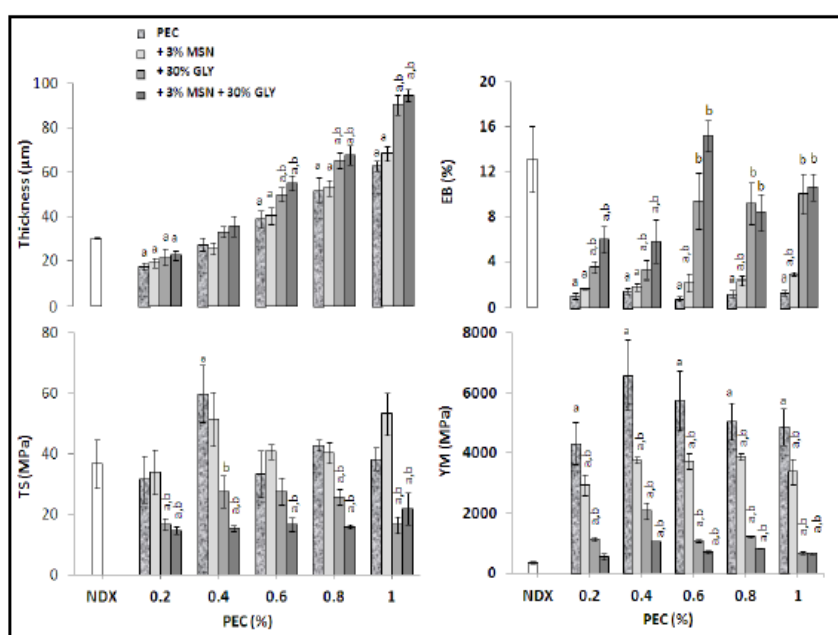 PEC
+ 3% MSN
+ 30% GLY
+ 3% MSN + 30% GLY
Thickness (µm)
100
80
60
40
20
0
a a a a
a a a,b a,b
a a a,b a,b
a a a,b a,b
EB (%)
20
16
12
8
4
0
a a a,b a,b
a a a,b a,b
a a,b b b
a a,b b b
a a,b b b
TS (MPa)
80
60
40
20
0
a,b a,b
a b a,b
a,b
a,b a,b
a,b a,b
NDX 0.2 0.4 0.6 0.8 1
PEC (%)
YM (MPa)
8000
6000
4000
2000
0
a a,b a,b
a a,b a,b a,b
a a,b a,b a,b
a a,b a,b a,b
a a,b a,b a,b
NDX 0.2 0.4 0.6 0.8 1
PEC (%)